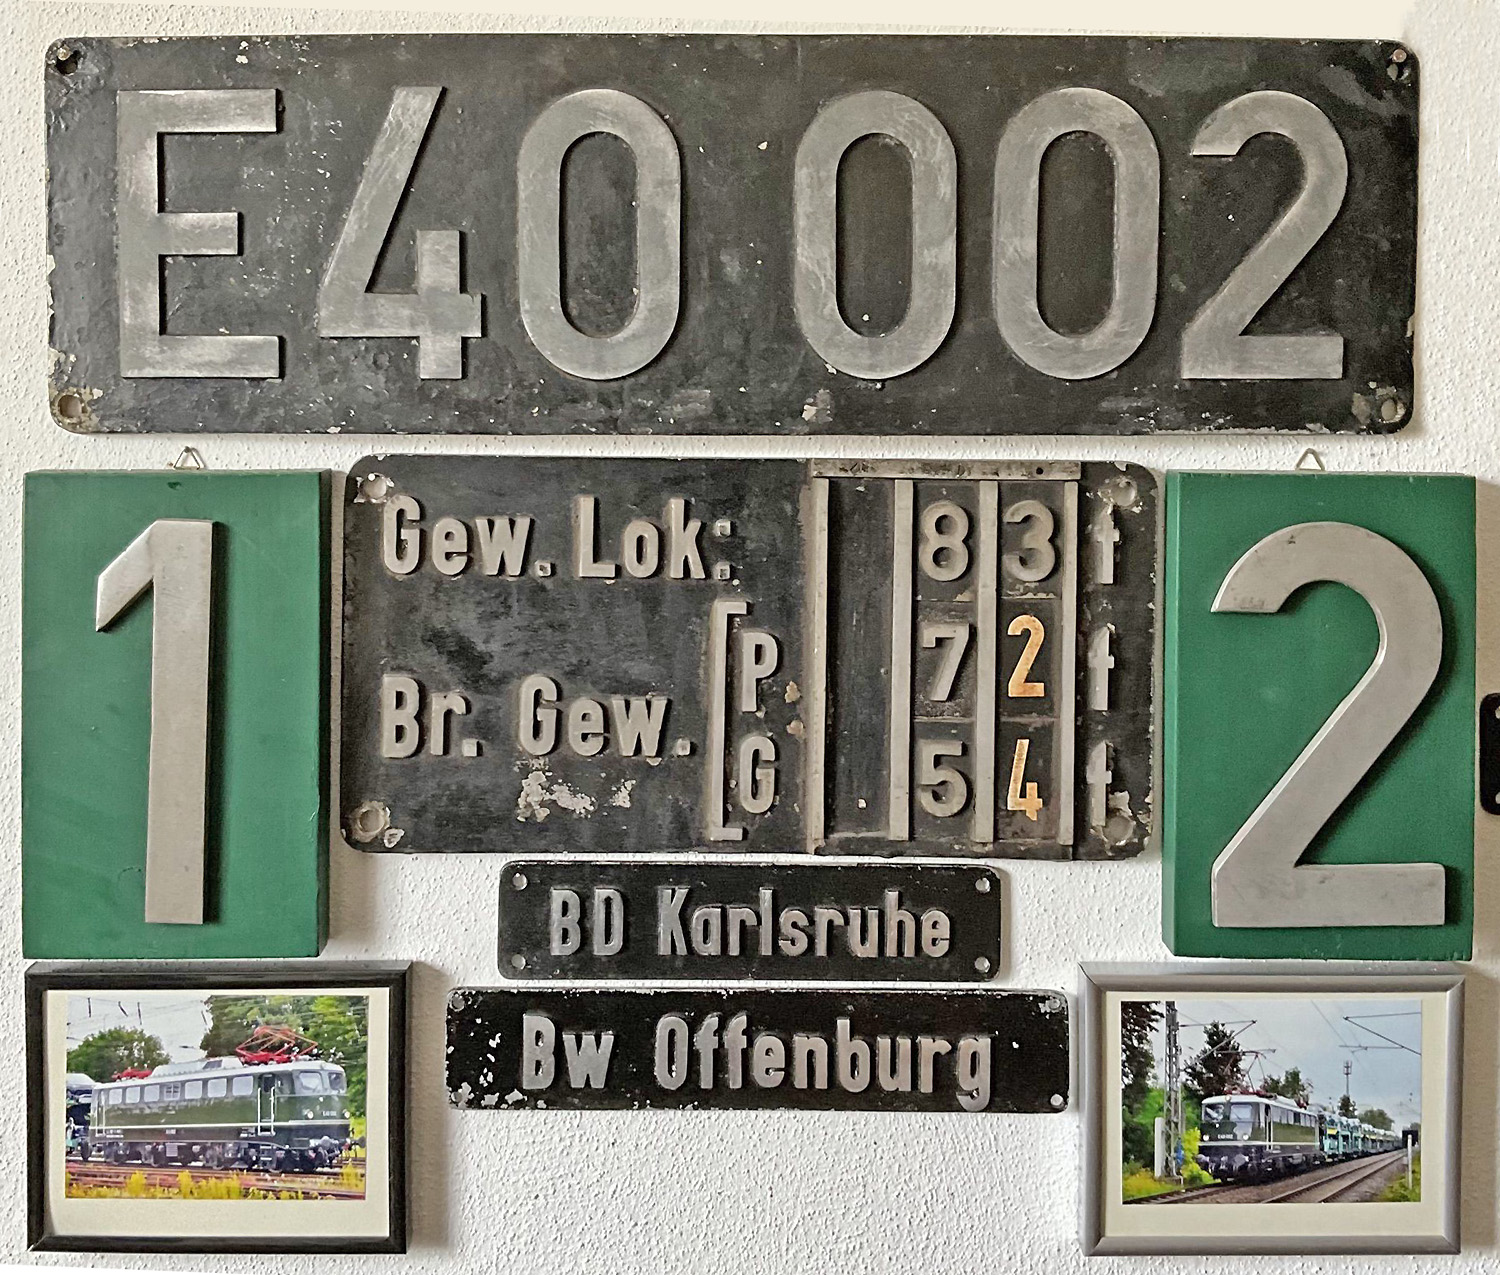 E40 002
1
Gew. Lok: 83 t
Br. Gew. [P 72 t
G 54 t
2
BD Karlsruhe
Bw Offenburg